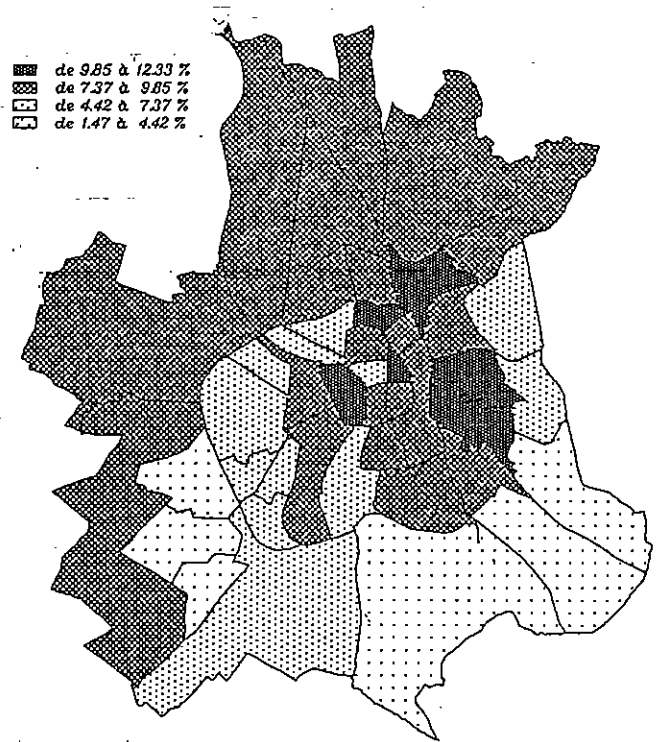 de 9.85 à 12.33 %
de 7.37 à 9.85 %
de 4.42 à 7.37 %
de 1.47 à 4.42 %